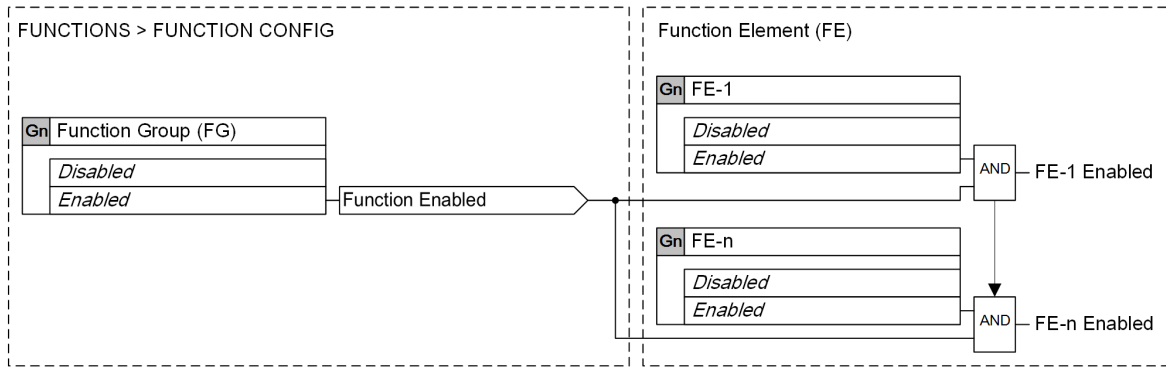 FUNCTIONS > FUNCTION CONFIG
Gn Function Group (FG)
Disabled
Enabled
Function Enabled
Function Element (FE)
Gn FE-1
Disabled
Enabled
AND
FE-1 Enabled
Gn FE-n
Disabled
Enabled
AND
FE-n Enabled